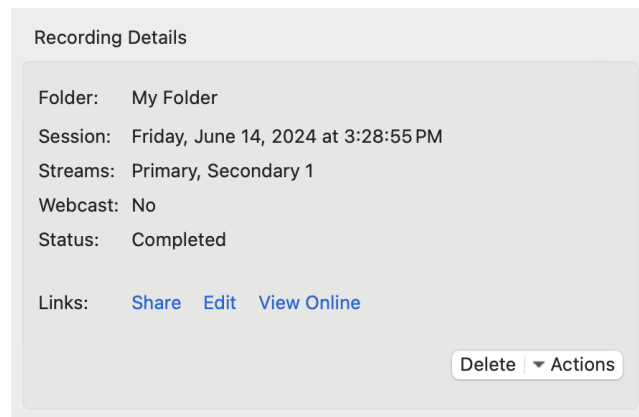 Recording Details
Folder: My Folder
Session: Friday, June 14, 2024 at 3:28:55 PM
Streams: Primary, Secondary 1
Webcast: No
Status: Completed
Links: Share Edit View Online
Delete Actions